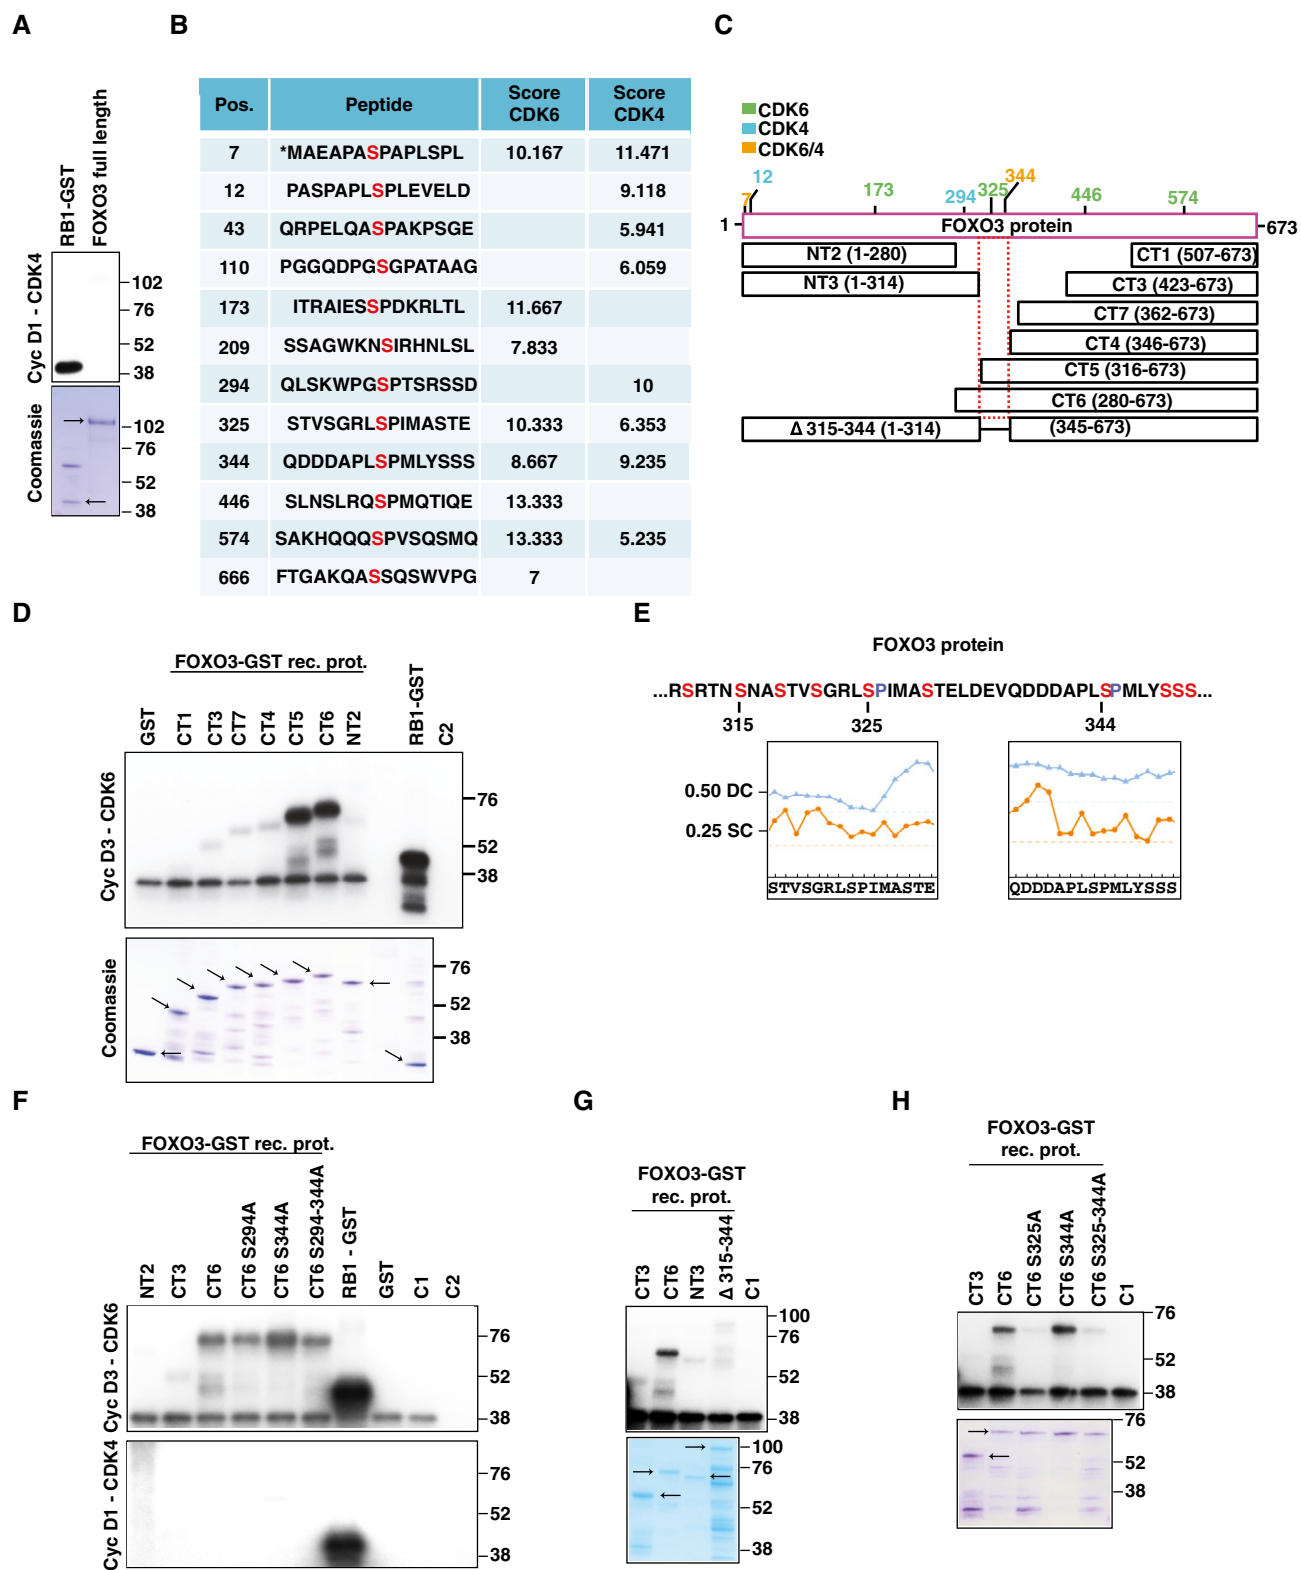 A
RB1-GST
FOXO3 full length
Cyc D1 - CDK4
102
76
52
38
Coomassie
102
76
52
38
B
Pos. Peptide Score CDK6 Score CDK4
7 *MAEAPASPAPLSPL 10.167 11.471
12 PASPAPLSPLEVELD 9.118
43 QRPELQASPAKPSGE 5.941
110 PGGQDPGSGPATAAG 6.059
173 ITRAIESSPDKRLTL 11.667
209 SSAGWKNSIRHNLSL 7.833
294 QLSKWPGSPTSRSSD 10
325 STVSGRLSPIMASTE 10.333 6.353
344 QDDDAPLSPMLYSSS 8.667 9.235
446 SLNSLRQSPMQTIQE 13.333
574 SAKHQQQSPVSQSMQ 13.333 5.235
666 FTGAKQASSQSWVPG 7
C
CDK6
CDK4
CDK6/4
7 12 173 294 325 344 446 574
1 FOXO3 protein 673
NT2 (1-280) CT1 (507-673)
NT3 (1-314) CT3 (423-673)
CT7 (362-673)
CT4 (346-673)
CT5 (316-673)
CT6 (280-673)
Δ 315-344 (1-314) (345-673)
D
FOXO3-GST rec. prot.
GST CT1 CT3 CT7 CT4 CT5 CT6 NT2 RB1-GST C2
Cyc D3 - CDK6
76
52
38
Coomassie
76
52
38
E
FOXO3 protein
...RSRTNSNASTVSGRLSPIMASTELDEVQDDDAPLSPMLYSSS...
315 325 344
0.50 DC
0.25 SC
STVSGRLSPIMASTE QDDDAPLSPMLYSSS
F
FOXO3-GST rec. prot.
NT2 CT3 CT6 CT6 S294A CT6 S344A CT6 S294-344A RB1 - GST GST C1 C2
Cyc D3 - CDK6
76
52
38
Cyc D1 - CDK4
76
52
38
G
FOXO3-GST
rec. prot.
CT3 CT6 NT3 Δ 315-344 C1
100
76
52
38
100
76
52
38
H
FOXO3-GST
rec. prot.
CT3 CT6 CT6 S325A CT6 S344A CT6 S325-344A C1
76
52
38
76
52
38